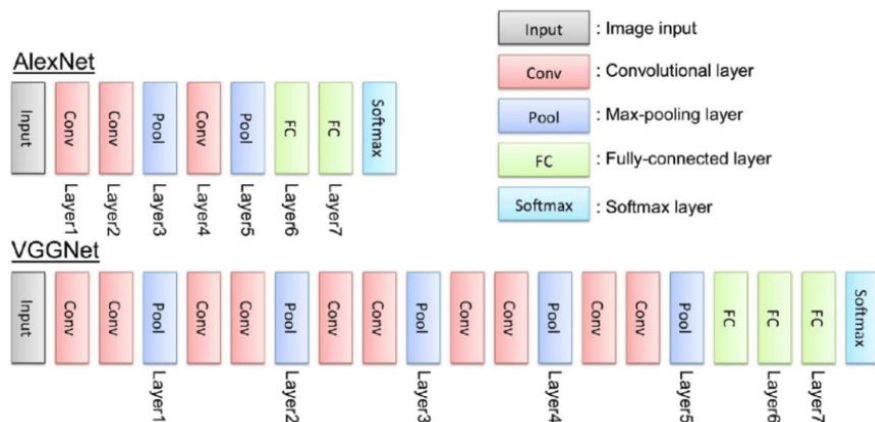 Input : Image input
AlexNet
Conv : Convolutional layer
Input Conv Conv Pool Conv Pool FC FC Softmax
Pool : Max-pooling layer
FC : Fully-connected layer
Layer1 Layer2 Layer3 Layer4 Layer5 Layer6 Layer7
Softmax : Softmax layer
VGGNet
Input Conv Conv Pool Conv Conv Pool Conv Conv Pool Conv Conv Pool Conv Conv Pool FC FC FC Softmax
Layer1 Layer2 Layer3 Layer4 Layer5 Layer6 Layer7